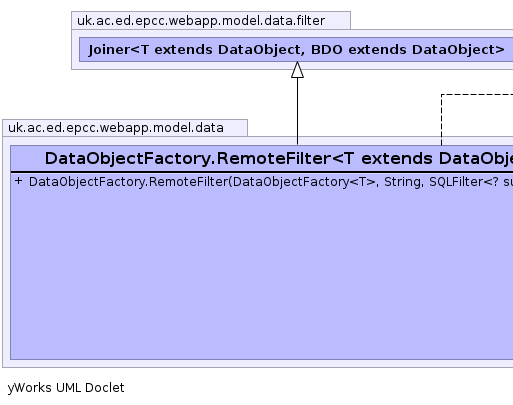 uk.ac.ed.epcc.webapp.model.data.filter
Joiner<T extends DataObject, BDO extends DataObject>
uk.ac.ed.epcc.webapp.model.data
DataObjectFactory.RemoteFilter<T extends DataObje
+ DataObjectFactory.RemoteFilter(DataObjectFactory<T>, String, SQLFilter<? su
yWorks UML Doclet